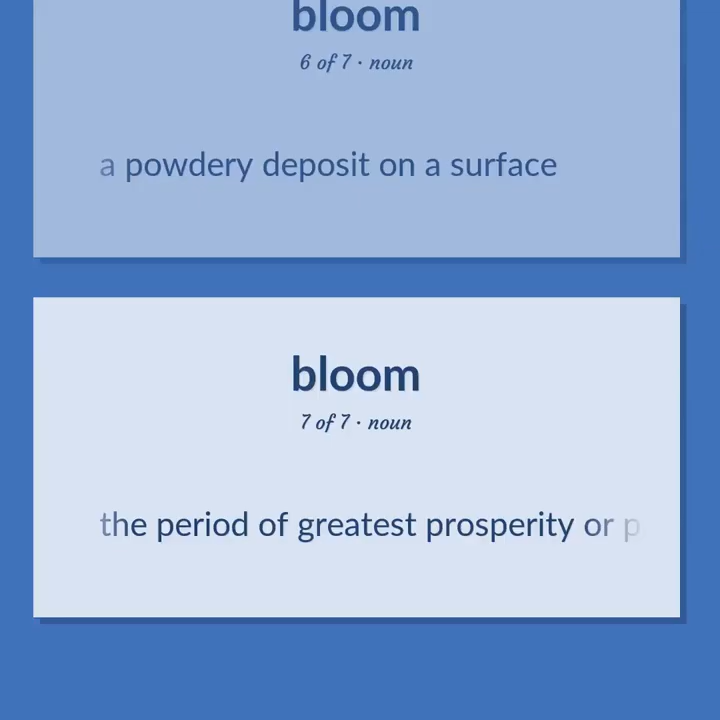 bloom
6 of 7 · noun
a powdery deposit on a surface
bloom
7 of 7 · noun
the period of greatest prosperity or p